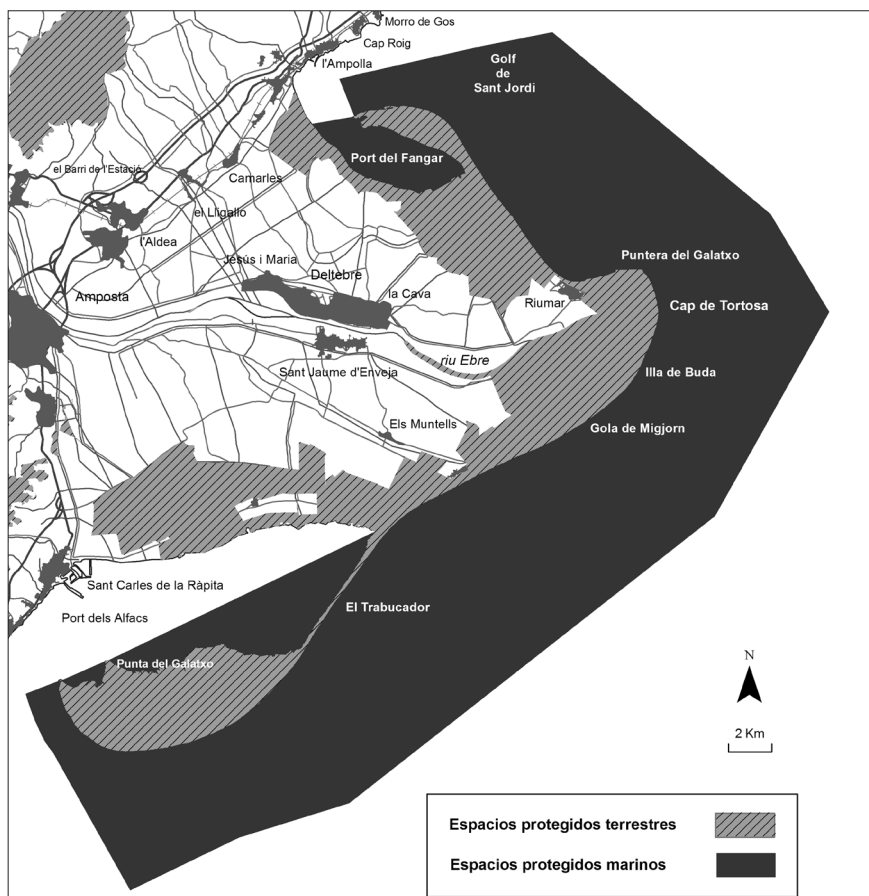 Morro de Gos
Cap Roig
l'Ampolla
Golf
de
Sant Jordi
Port del Fangar
el Barri de l'Estació
Camarles
el Lligallo
l'Aldea
Jesús i Maria
Deltebre
Puntera del Galatxo
Amposta
la Cava
Riumar
Cap de Tortosa
riu Ebre
Sant Jaume d'Enveja
Illa de Buda
Els Muntells
Gola de Migjorn
Sant Carles de la Ràpita
El Trabucador
Port dels Alfacs
Punta del Galatxo
N
2 Km
Espacios protegidos terrestres
Espacios protegidos marinos